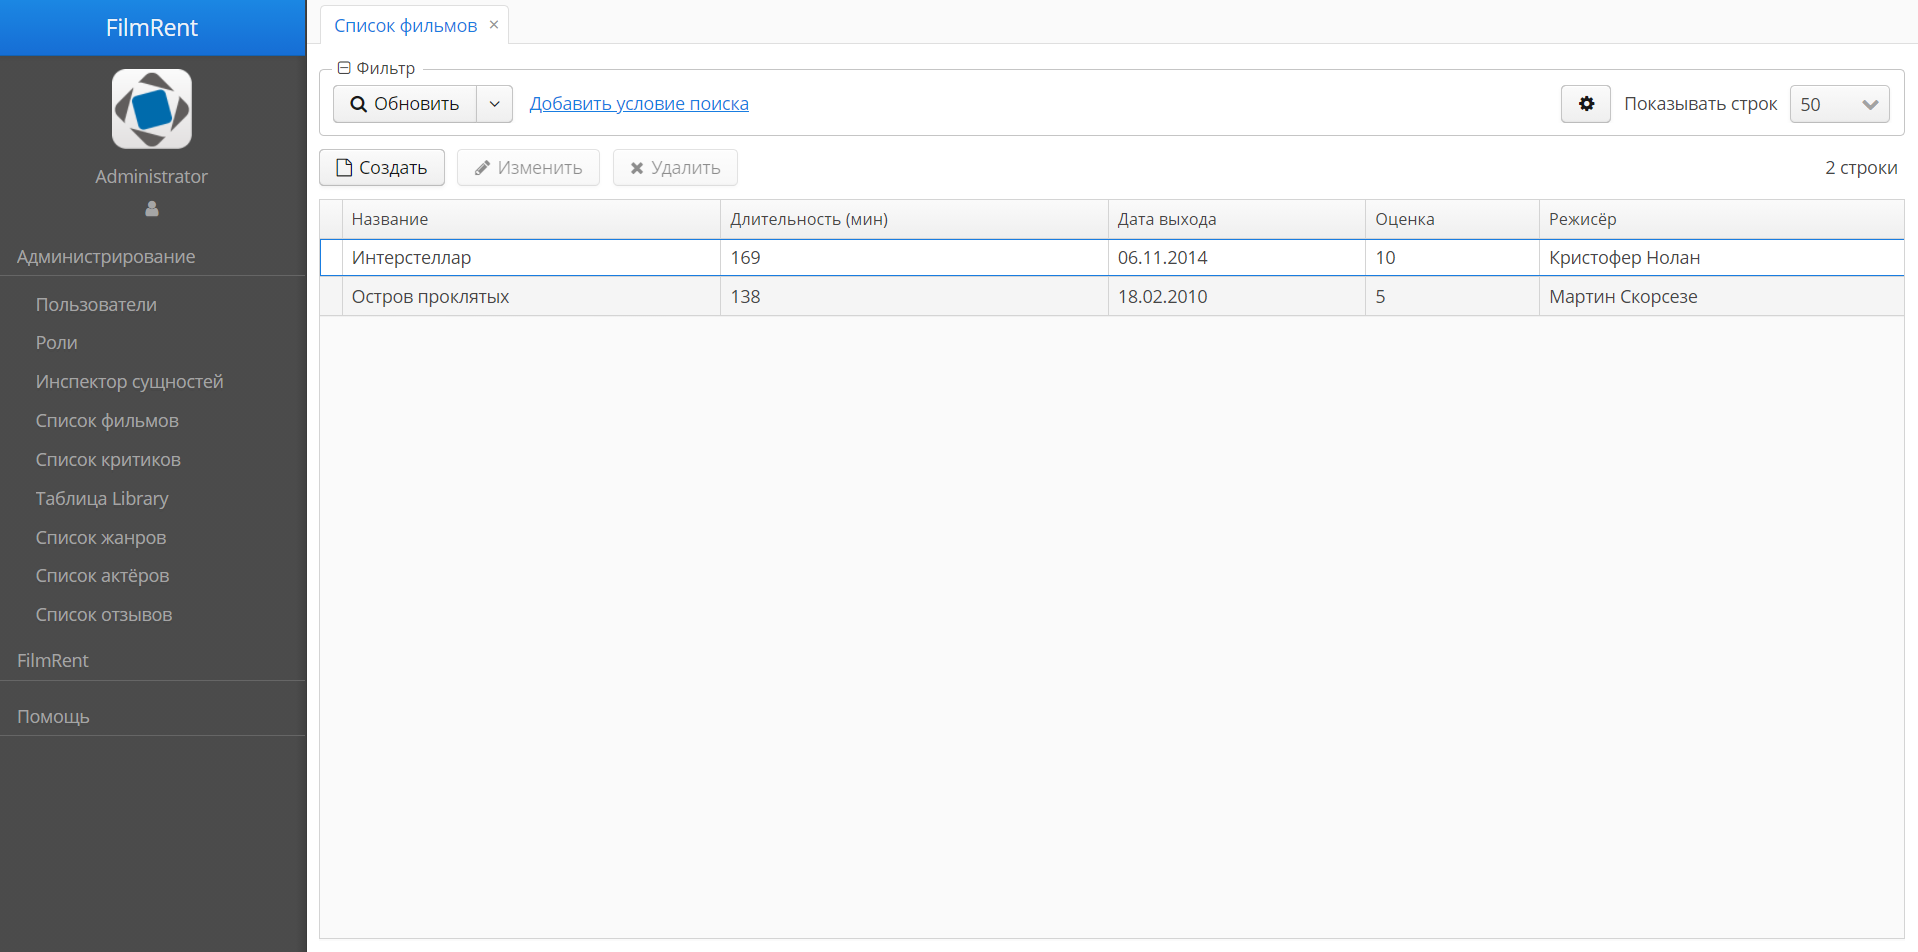 FilmRent
Administrator
Администрирование
Пользователи
Роли
Инспектор сущностей
Список фильмов
Список критиков
Таблица Library
Список жанров
Список актёров
Список отзывов
FilmRent
Помощь
Список фильмов ×
Фильтр
Обновить Добавить условие поиска Показывать строк 50
Создать Изменить Удалить 2 строки
Название Длительность (мин) Дата выхода Оценка Режисёр
Интерстеллар 169 06.11.2014 10 Кристофер Нолан
Остров проклятых 138 18.02.2010 5 Мартин Скорсезе